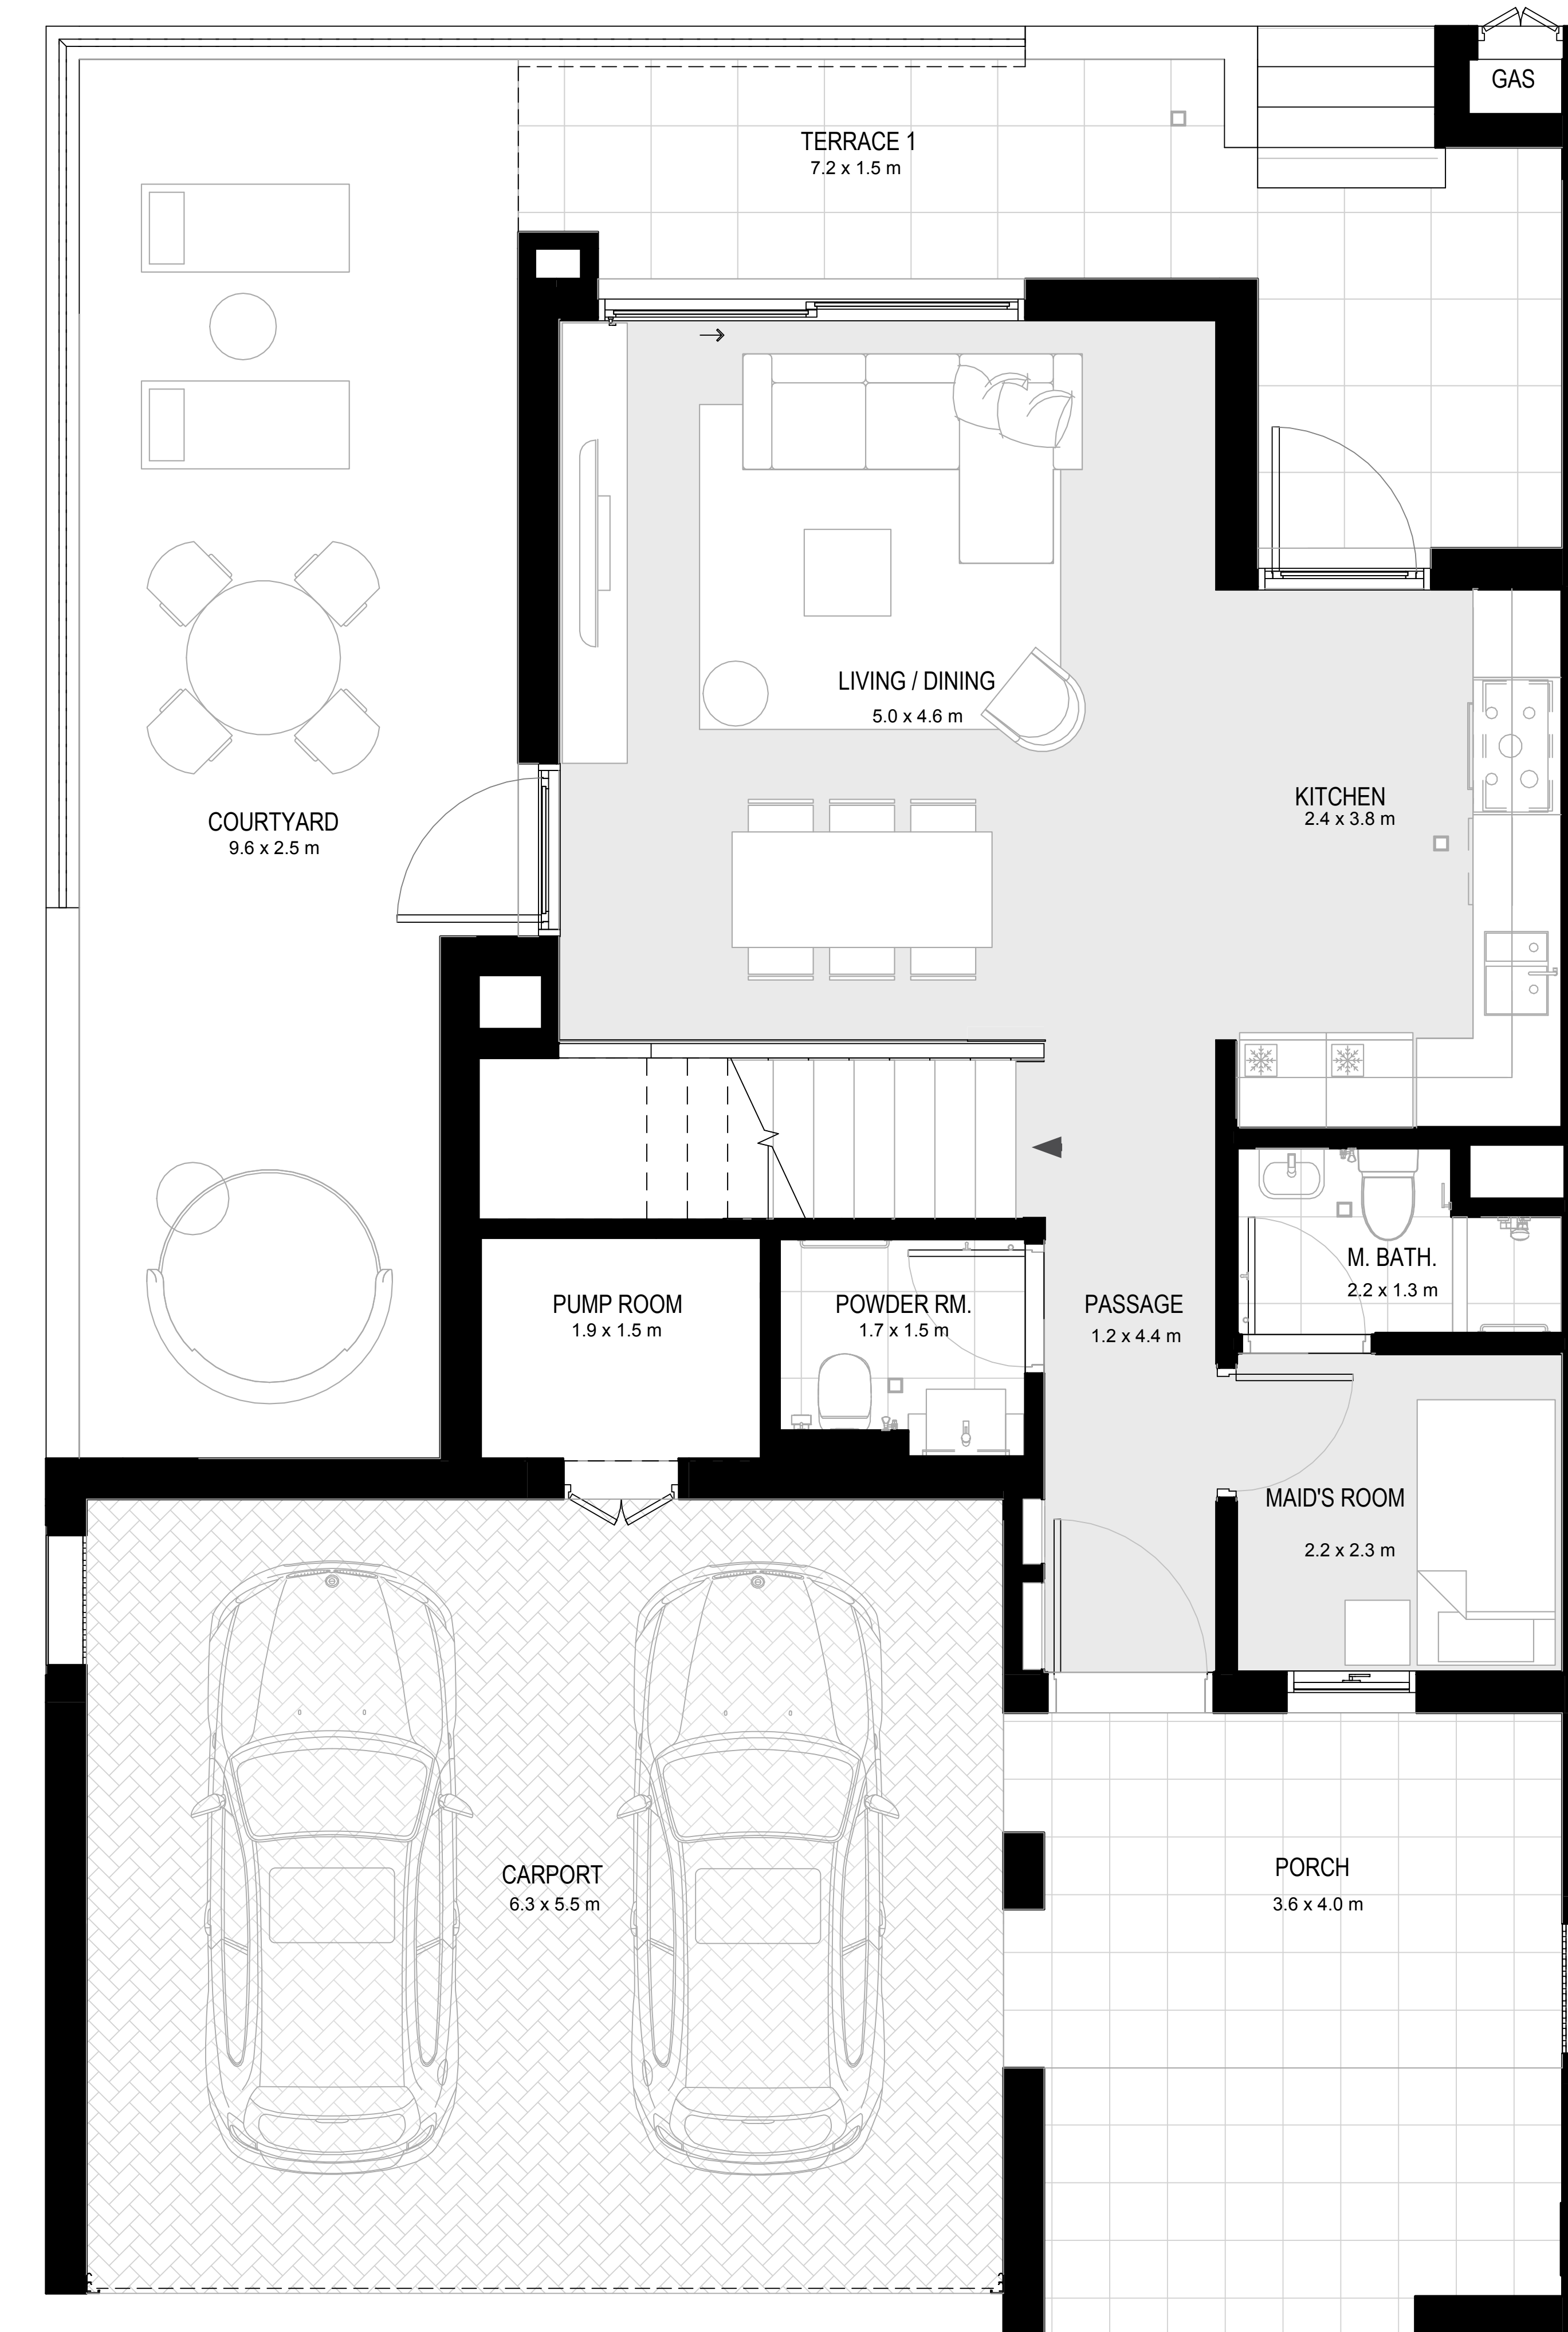 GAS
TERRACE 1
7.2 x 1.5 m
LIVING / DINING
5.0 x 4.6 m
KITCHEN
2.4 x 3.8 m
COURTYARD
9.6 x 2.5 m
M. BATH.
2.2 x 1.3 m
PUMP ROOM
1.9 x 1.5 m
POWDER RM.
1.7 x 1.5 m
PASSAGE
1.2 x 4.4 m
MAID'S ROOM
2.2 x 2.3 m
CARPORT
6.3 x 5.5 m
PORCH
3.6 x 4.0 m